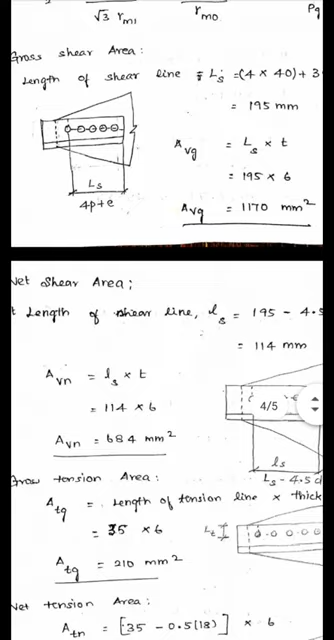 √3 γm1 γm0 Pg
Gross shear Area:
Length of shear line = Ls = (4 × 40) + 3
= 195 mm
Avg = Ls × t
= 195 × 6
Avg = 1170 mm²
Ls
4p+e
Net shear Area;
t Length of shear line, ls = 195 - 4.5
= 114 mm
Avn = ls × t
= 114 × 6
Avn = 684 mm²
4/5
ls
Ls - 4.5d
Gross tension Area:
Atg = Length of tension line × thick
= 35 × 6
Lt
Atg = 210 mm²
Net tension Area:
Atn = [35 - 0.5(18)] × 6